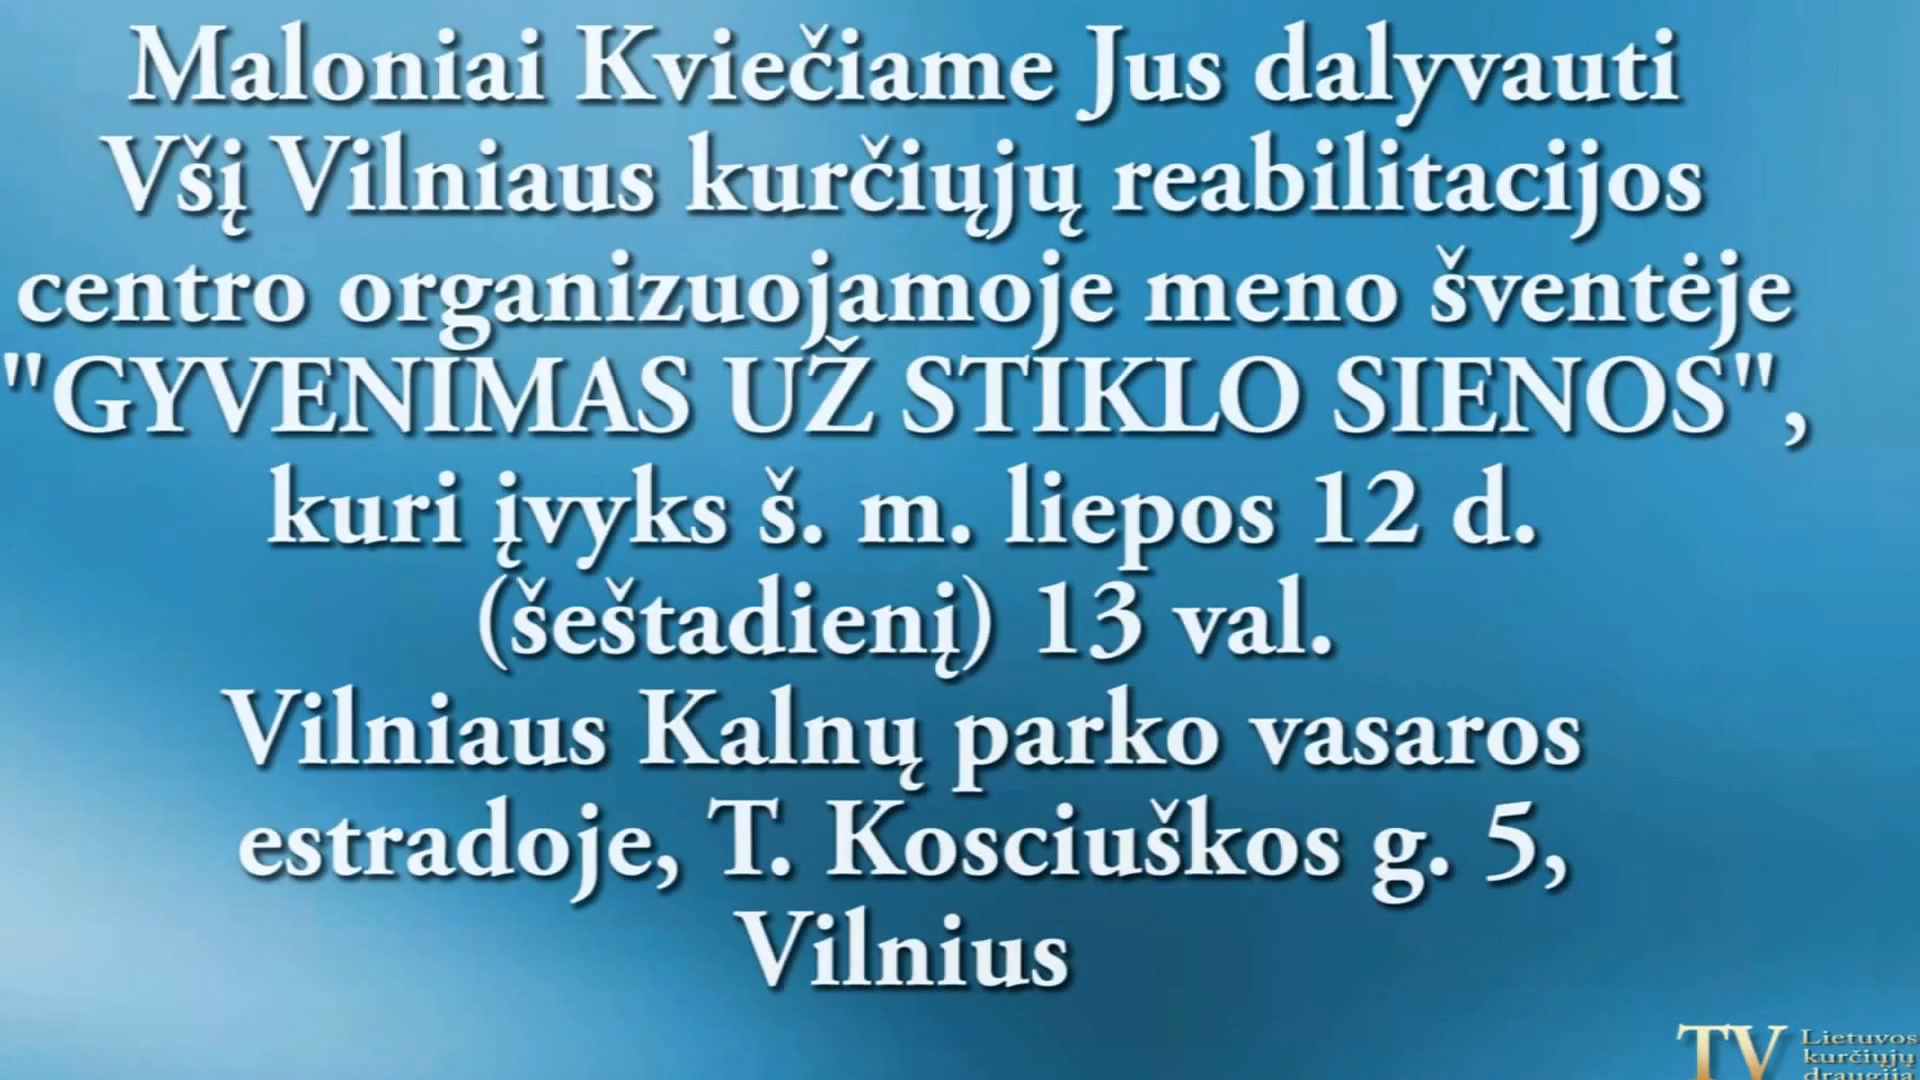 Maloniai Kviečiame Jus dalyvauti
VšĮ Vilniaus kurčiųjų reabilitacijos
centro organizuojamoje meno šventėje
"GYVENIMAS UŽ STIKLO SIENOS",
kuri įvyks š. m. liepos 12 d.
(šeštadienį) 13 val.
Vilniaus Kalnų parko vasaros
estradoje, T. Kosciuškos g. 5,
Vilnius
TV
Lietuvos
kurčiųjų
draugija